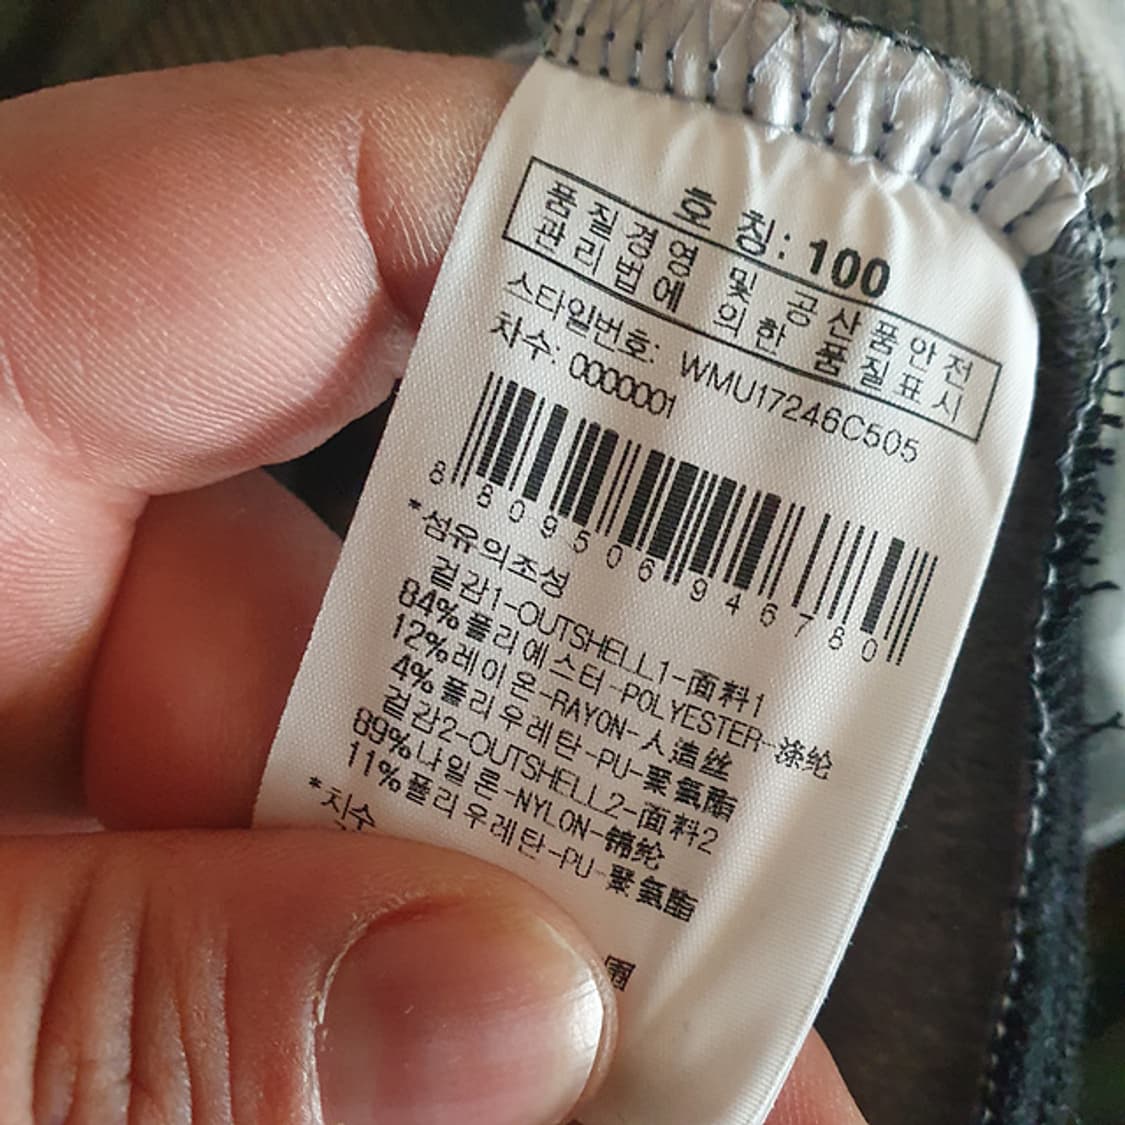 호 칭: 100
품질경영 및 공산품안전
관리법에 의한 품질표시
스타일번호: WMU17246C505
차수: 0000001
8 809506 946780
*섬유의조성
겉감1-OUTSHELL1-面料1
84%폴리에스터-POLYESTER-涤纶
12%레이온-RAYON-人造丝
4%폴리우레탄-PU-聚氨酯
겉감2-OUTSHELL2-面料2
89%나일론-NYLON-锦纶
11%폴리우레탄-PU-聚氨酯
*치수